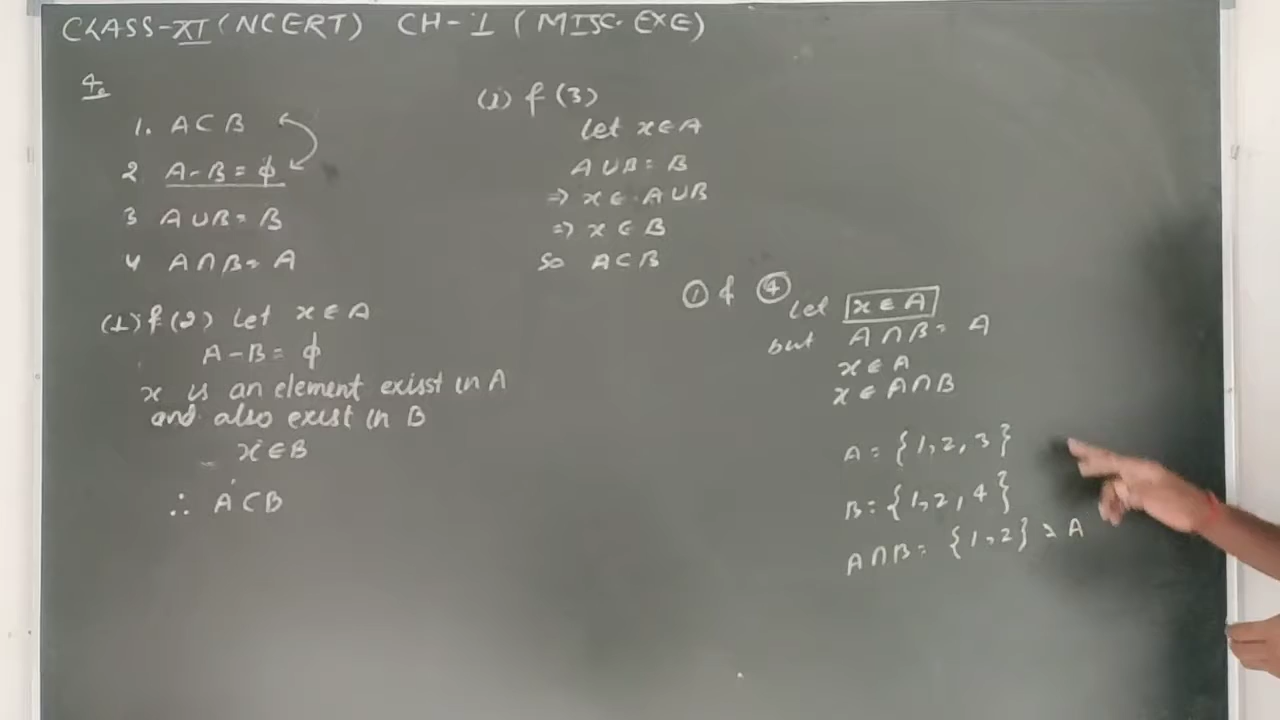 CLASS-XI (NCERT) CH-1 (MISC. EXE)
4.
1. A⊂B
2 A-B=ϕ
3 A∪B=B
4 A∩B=A
(1) & (2) Let x∈A
A-B=ϕ
x is an element exisst in A
and also exist in B
x∈B
∴ A⊂B
(1) & (3)
Let x∈A
A∪B=B
⇒ x∈A∪B
⇒ x∈B
So A⊂B
① & ④
let x∈A
but A∩B=A
x∈A
x∈A∩B
A={1,2,3}
B={1,2,4}
A∩B={1,2}=A